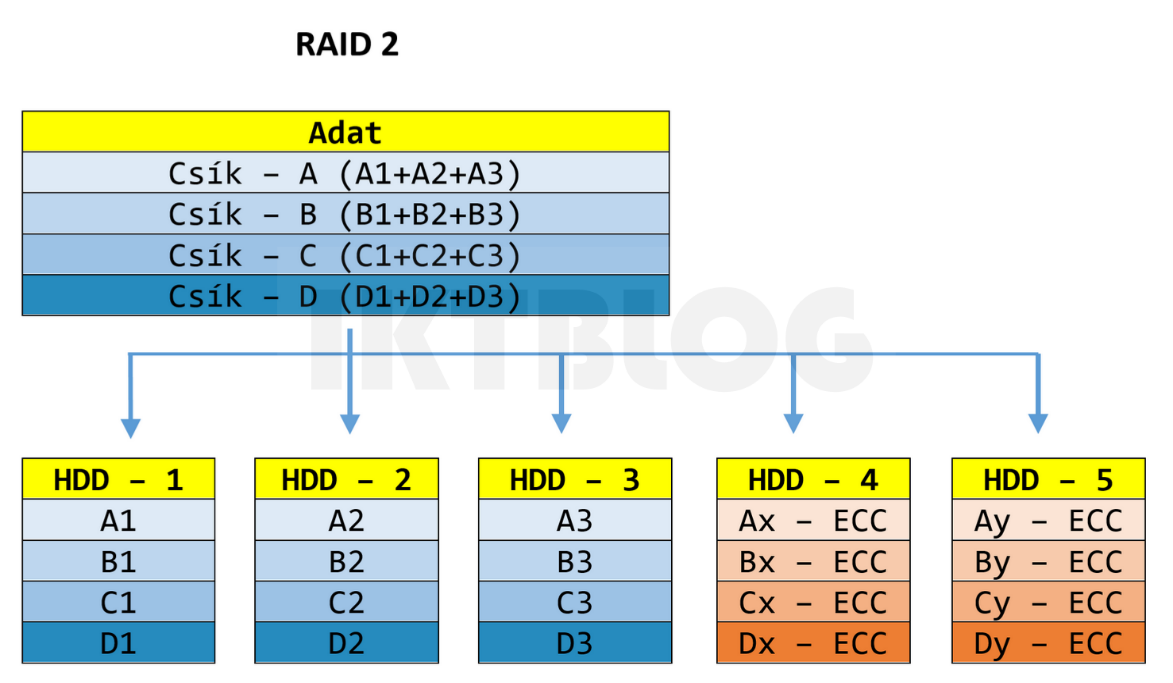 RAID 2
Adat
Csík – A (A1+A2+A3)
Csík – B (B1+B2+B3)
Csík – C (C1+C2+C3)
Csík – D (D1+D2+D3)
IKTBLOG
HDD – 1
A1
B1
C1
D1
HDD – 2
A2
B2
C2
D2
HDD – 3
A3
B3
C3
D3
HDD – 4
Ax – ECC
Bx – ECC
Cx – ECC
Dx – ECC
HDD – 5
Ay – ECC
By – ECC
Cy – ECC
Dy – ECC